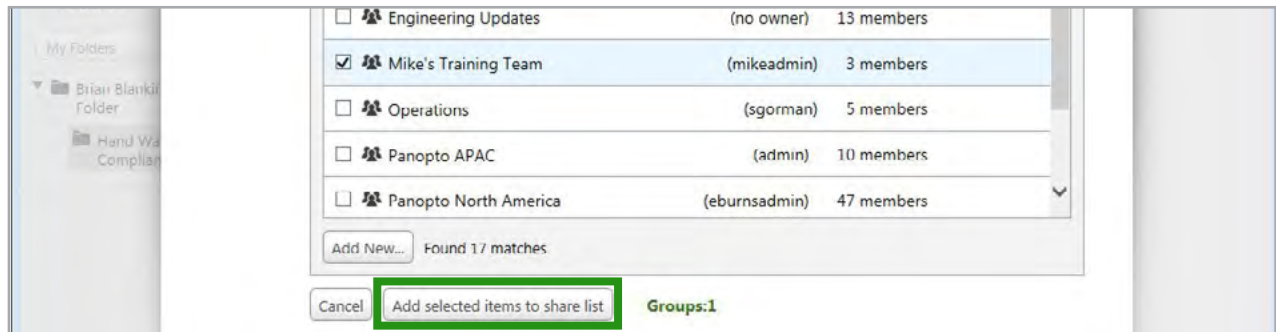 Engineering Updates (no owner) 13 members
My Folders
Mike's Training Team (mikeadmin) 3 members
Brian Blankin
Folder
Operations (sgorman) 5 members
Hand Wa
Complian
Panopto APAC (admin) 10 members
Panopto North America (eburnsadmin) 47 members
Add New... Found 17 matches
Cancel Add selected items to share list Groups:1